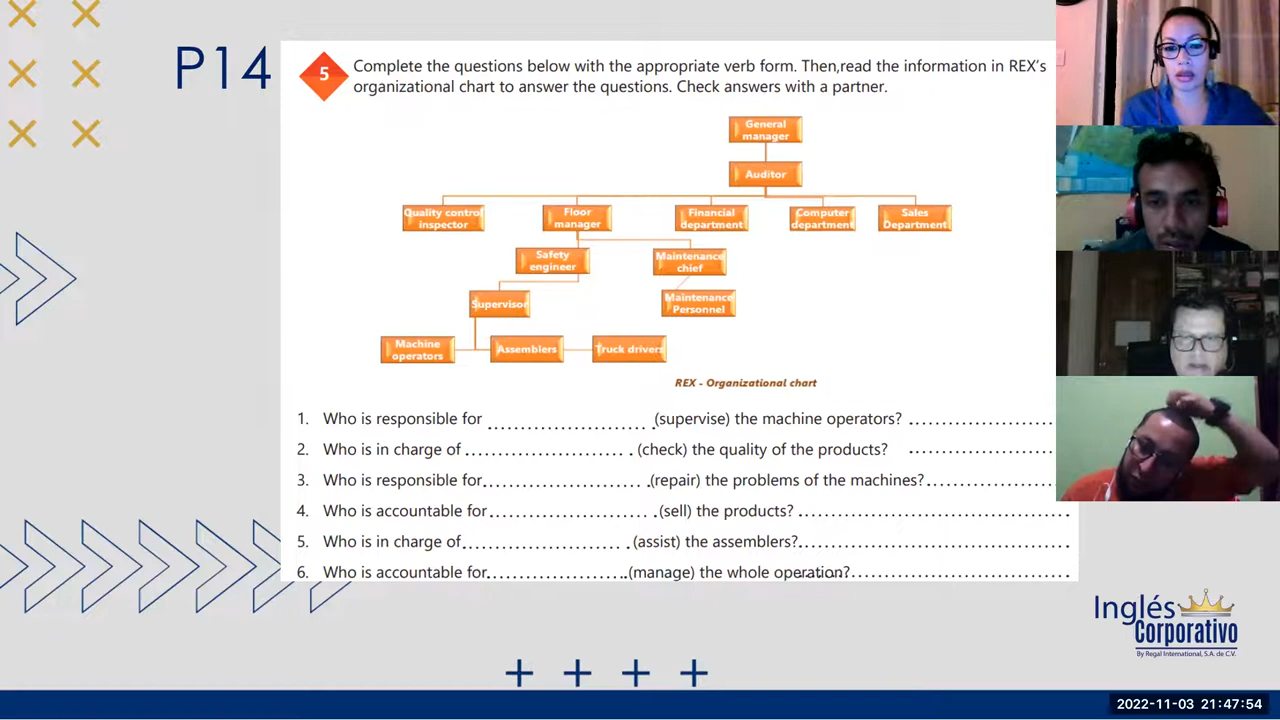 P14
5
Complete the questions below with the appropriate verb form. Then,read the information in REX's
organizational chart to answer the questions. Check answers with a partner.
General
manager
Auditor
Quality control
inspector
Floor
manager
Financial
department
Computer
department
Sales
Department
Safety
engineer
Maintenance
chief
Supervisor
Maintenance
Personnel
Machine
operators
Assemblers
Truck drivers
REX - Organizational chart
1. Who is responsible for ........................ (supervise) the machine operators? ........................
2. Who is in charge of ........................ (check) the quality of the products? ........................
3. Who is responsible for ........................ (repair) the problems of the machines? ........................
4. Who is accountable for ........................ (sell) the products? ........................
5. Who is in charge of ........................ (assist) the assemblers? ........................
6. Who is accountable for ........................ (manage) the whole operation? ........................
Inglés
Corporativo
By Regal International, S.A. de C.V.
2022-11-03 21:47:54